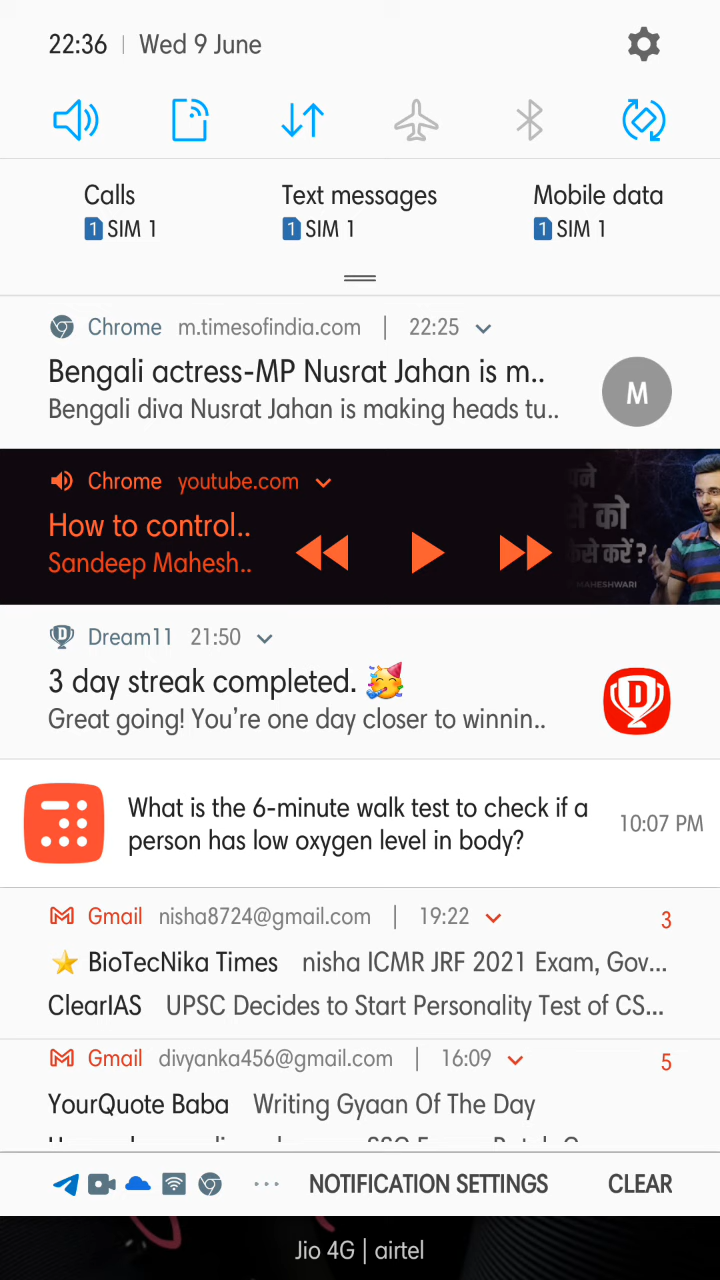 22:36 | Wed 9 June
Calls Text messages Mobile data
1 SIM 1 1 SIM 1 1 SIM 1
Chrome m.timesofindia.com | 22:25
Bengali actress-MP Nusrat Jahan is m..
Bengali diva Nusrat Jahan is making heads tu..
M
Chrome youtube.com
How to control..
Sandeep Mahesh..
को
कैसे करें?
MAHESHWARI
Dream11 21:50
3 day streak completed. 🥳
Great going! You’re one day closer to winnin..
D
What is the 6-minute walk test to check if a
person has low oxygen level in body?
10:07 PM
Gmail nisha8724@gmail.com | 19:22 3
⭐ BioTecNika Times nisha ICMR JRF 2021 Exam, Gov...
ClearIAS UPSC Decides to Start Personality Test of CS...
Gmail divyanka456@gmail.com | 16:09 5
YourQuote Baba Writing Gyaan Of The Day
NOTIFICATION SETTINGS CLEAR
Jio 4G | airtel